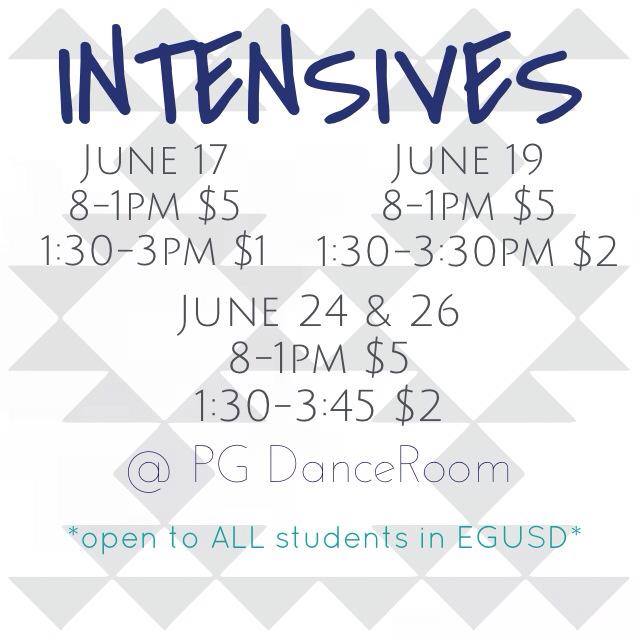 INTENSIVES
JUNE 17
8-1PM $5
1:30-3PM $1
JUNE 19
8-1PM $5
1:30-3:30PM $2
JUNE 24 & 26
8-1PM $5
1:30-3:45 $2
@ PG DanceRoom
*open to ALL students in EGUSD*